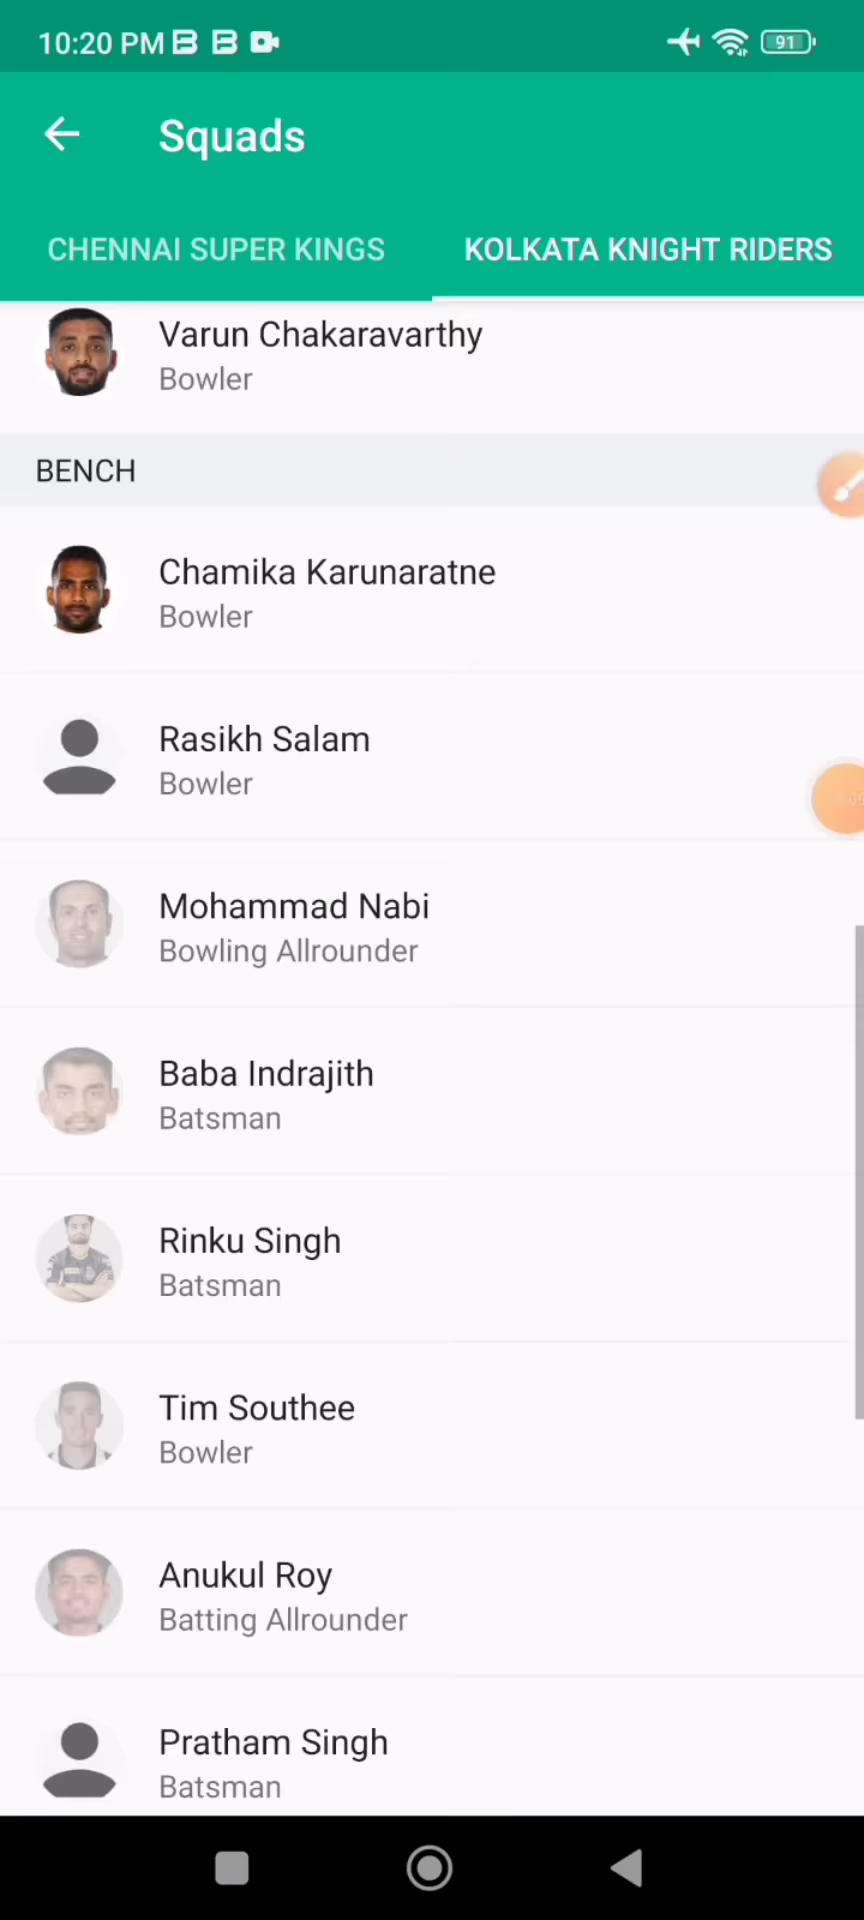 10:20 PM
91
Squads
CHENNAI SUPER KINGS
KOLKATA KNIGHT RIDERS
Varun Chakaravarthy
Bowler
BENCH
Chamika Karunaratne
Bowler
Rasikh Salam
Bowler
Mohammad Nabi
Bowling Allrounder
Baba Indrajith
Batsman
Rinku Singh
Batsman
Tim Southee
Bowler
Anukul Roy
Batting Allrounder
Pratham Singh
Batsman